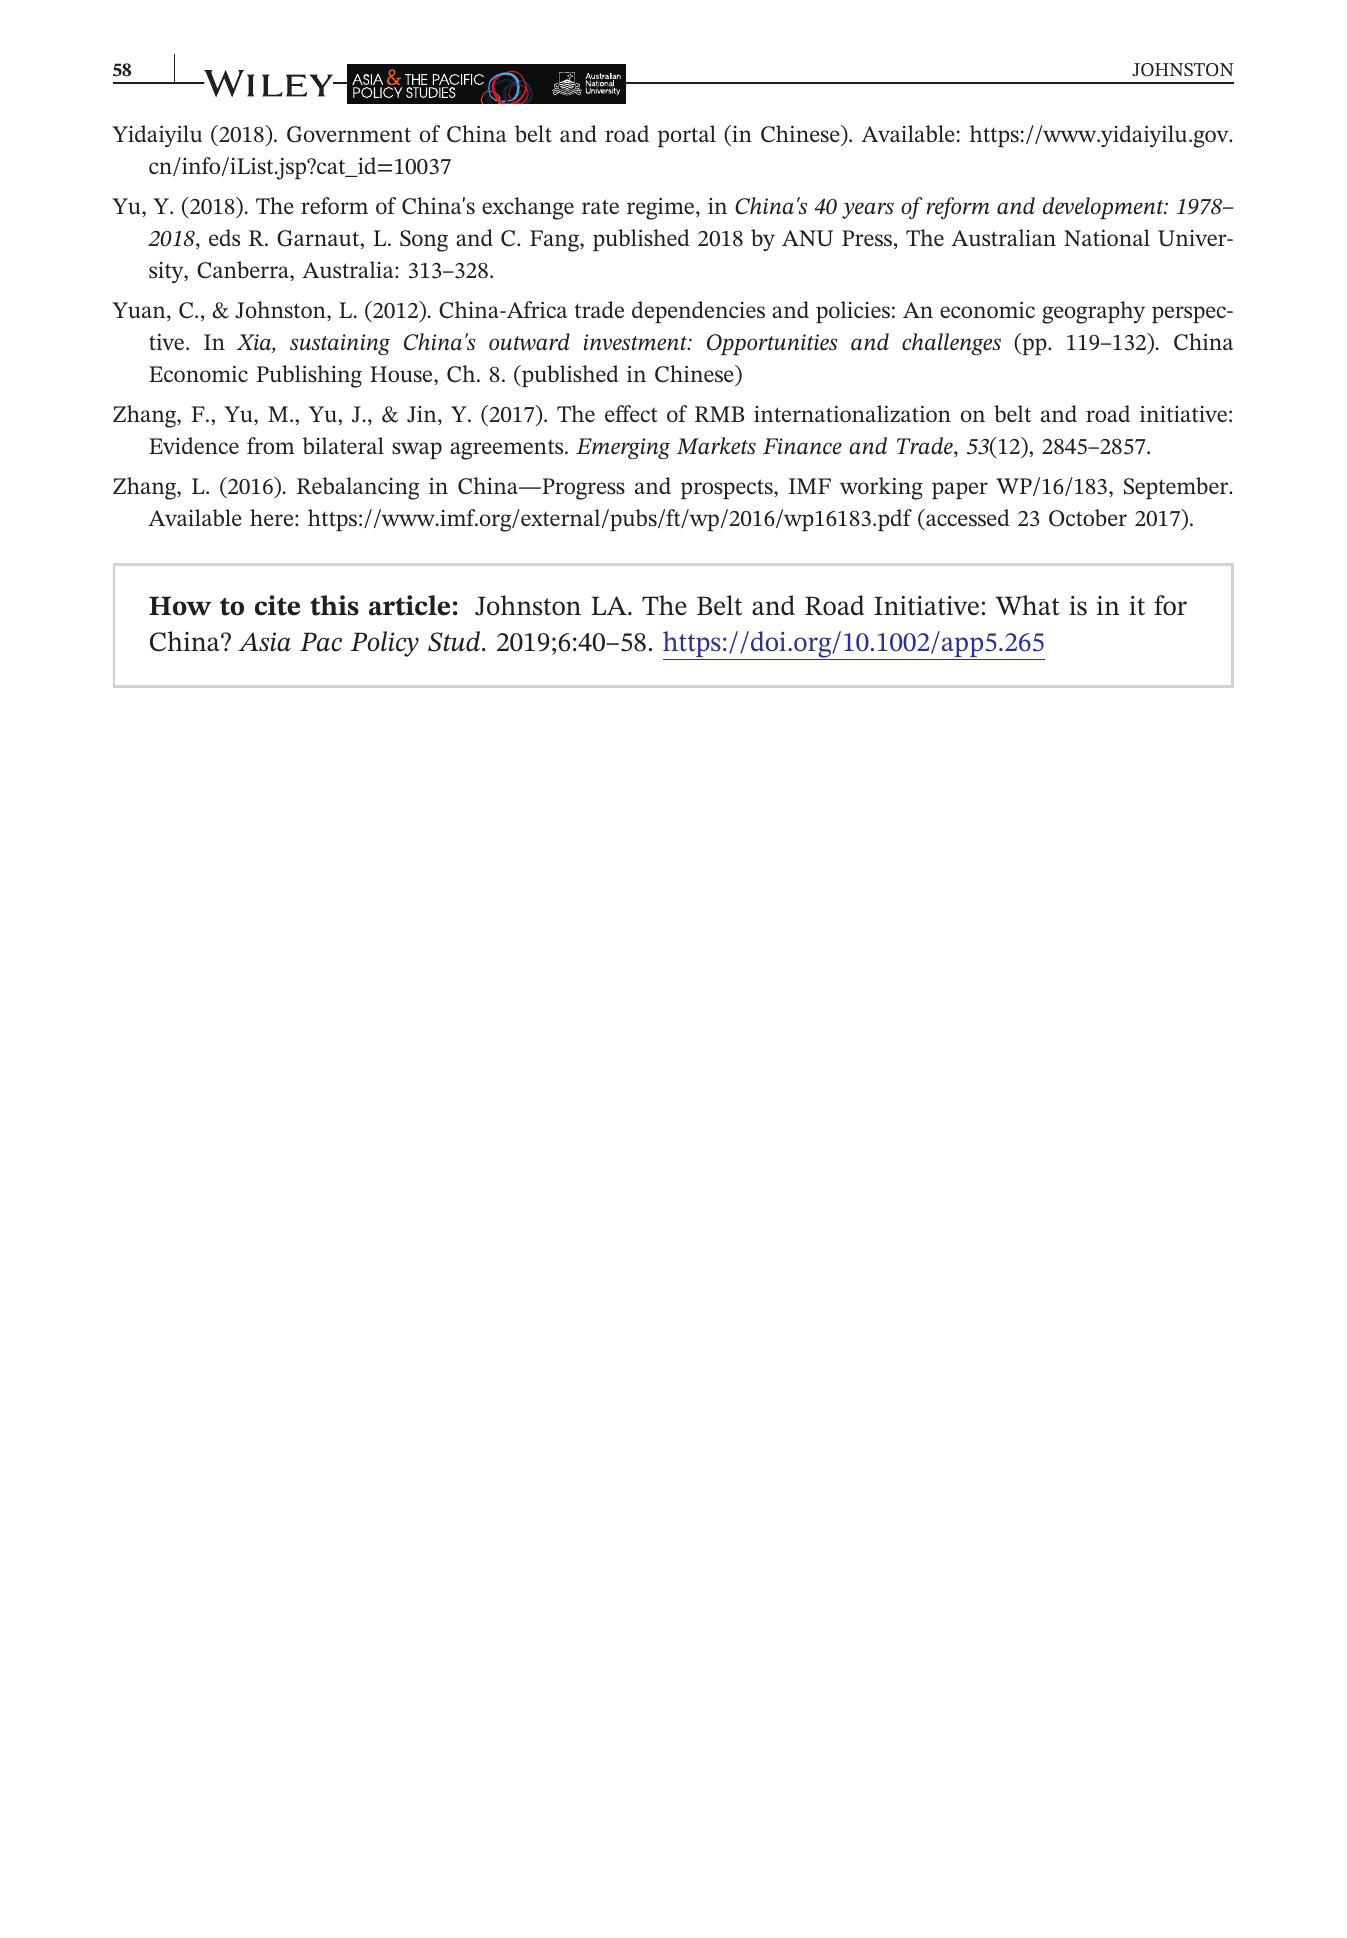 58
WILEY
ASIA & THE PACIFIC
POLICY STUDIES
Australian
National
University
JOHNSTON
Yidaiyilu (2018). Government of China belt and road portal (in Chinese). Available: https://www.yidaiyilu.gov.
cn/info/iList.jsp?cat_id=10037
Yu, Y. (2018). The reform of China's exchange rate regime, in China's 40 years of reform and development: 1978–
2018, eds R. Garnaut, L. Song and C. Fang, published 2018 by ANU Press, The Australian National Univer-
sity, Canberra, Australia: 313–328.
Yuan, C., & Johnston, L. (2012). China-Africa trade dependencies and policies: An economic geography perspec-
tive. In Xia, sustaining China's outward investment: Opportunities and challenges (pp. 119–132). China
Economic Publishing House, Ch. 8. (published in Chinese)
Zhang, F., Yu, M., Yu, J., & Jin, Y. (2017). The effect of RMB internationalization on belt and road initiative:
Evidence from bilateral swap agreements. Emerging Markets Finance and Trade, 53(12), 2845–2857.
Zhang, L. (2016). Rebalancing in China—Progress and prospects, IMF working paper WP/16/183, September.
Available here: https://www.imf.org/external/pubs/ft/wp/2016/wp16183.pdf (accessed 23 October 2017).
How to cite this article: Johnston LA. The Belt and Road Initiative: What is in it for
China? Asia Pac Policy Stud. 2019;6:40–58. https://doi.org/10.1002/app5.265